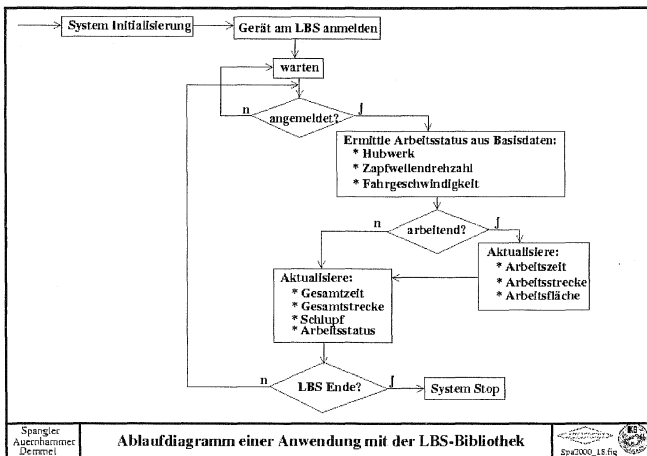 System Initialisierung
Gerät am LBS anmelden
warten
n
angemeldet?
j
Ermittle Arbeitsstatus aus Basisdaten:
* Hubwerk
* Zapfwellendrehzahl
* Fahrgeschwindigkeit
n
arbeitend?
j
Aktualisiere:
* Arbeitszeit
* Arbeitsstrecke
* Arbeitsfläche
Aktualisiere:
* Gesamtzeit
* Gesamtstrecke
* Schlupf
* Arbeitsstatus
n
LBS Ende?
j
System Stop
Spangler
Auernhammer
Demmel
Ablaufdiagramm einer Anwendung mit der LBS-Bibliothek
Spa2000_18.fig